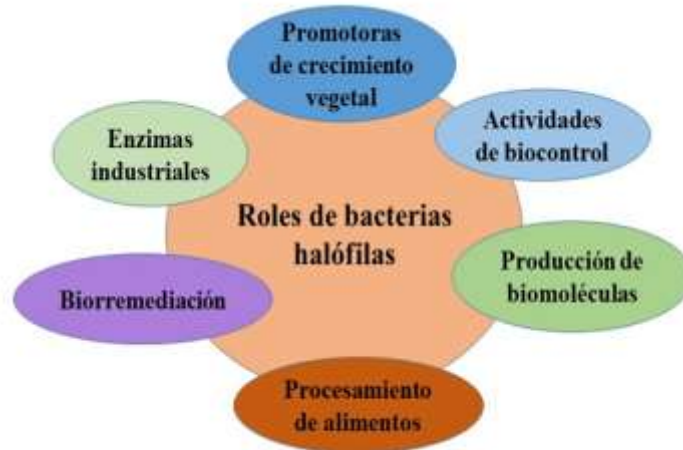 Promotoras
de crecimiento
vegetal
Enzimas
industriales
Actividades
de biocontrol
Roles de bacterias
halófilas
Biorremediación
Producción de
biomoléculas
Procesamiento
de alimentos